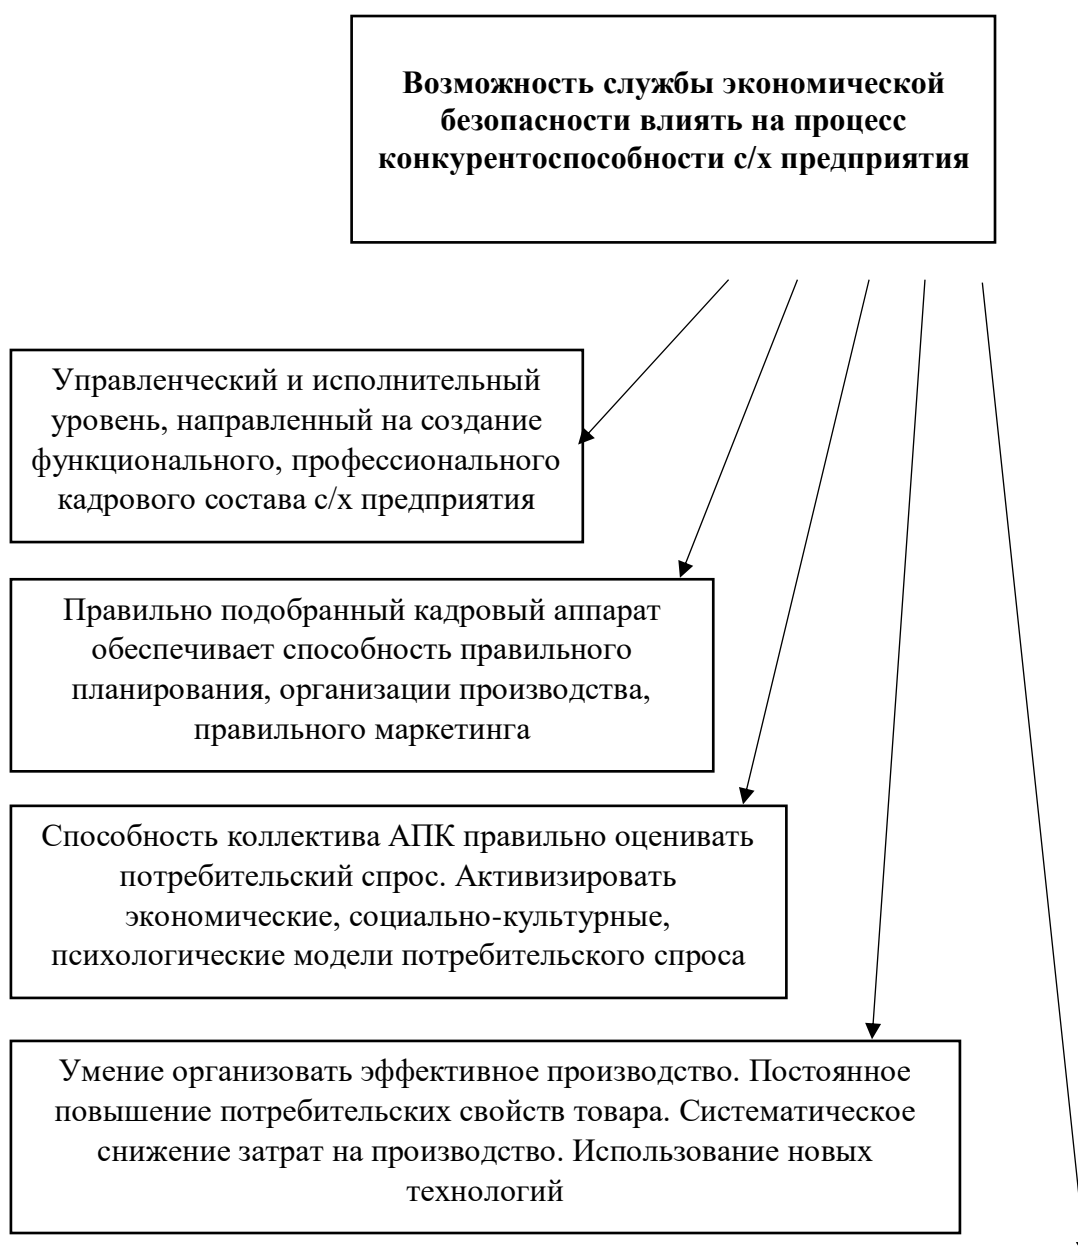 Возможность службы экономической
безопасности влиять на процесс
конкурентоспособности с/х предприятия
Управленческий и исполнительный
уровень, направленный на создание
функционального, профессионального
кадрового состава с/х предприятия
Правильно подобранный кадровый аппарат
обеспечивает способность правильного
планирования, организации производства,
правильного маркетинга
Способность коллектива АПК правильно оценивать
потребительский спрос. Активизировать
экономические, социально-культурные,
психологические модели потребительского спроса
Умение организовать эффективное производство. Постоянное
повышение потребительских свойств товара. Систематическое
снижение затрат на производство. Использование новых
технологий